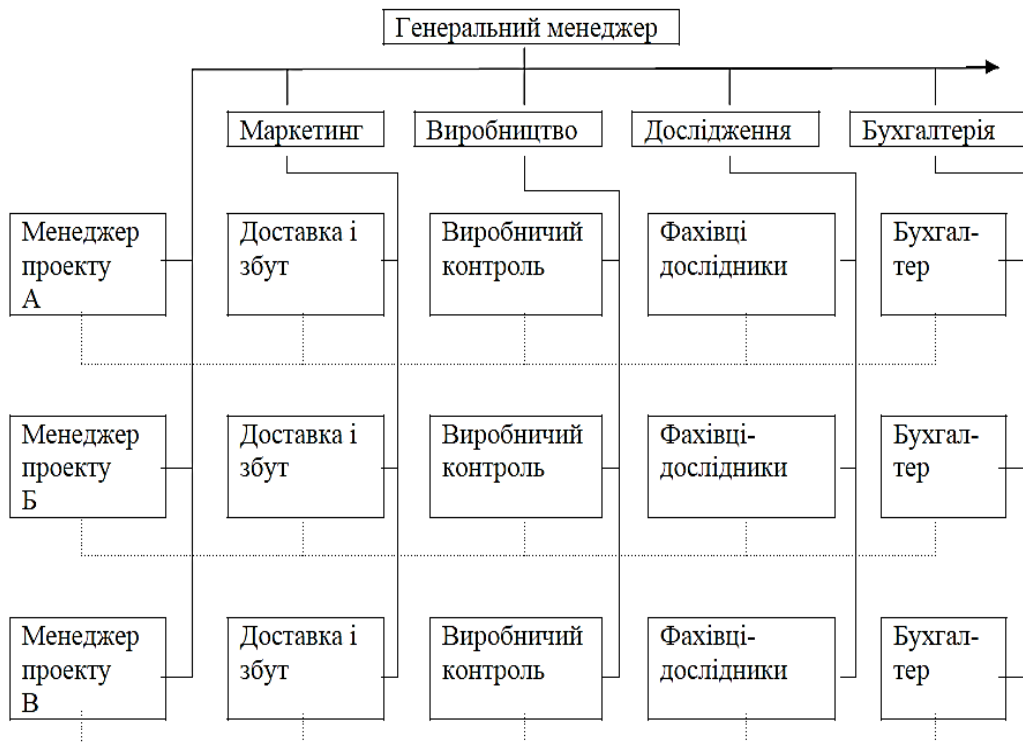 Генеральний менеджер
Маркетинг
Виробництво
Дослідження
Бухгалтерія
Менеджер
проекту
А
Доставка і
збут
Виробничий
контроль
Фахівці
дослідники
Бухгал-
тер
Менеджер
проекту
Б
Доставка і
збут
Виробничий
контроль
Фахівці-
дослідники
Бухгал-
тер
Менеджер
проекту
В
Доставка і
збут
Виробничий
контроль
Фахівці-
дослідники
Бухгал-
тер